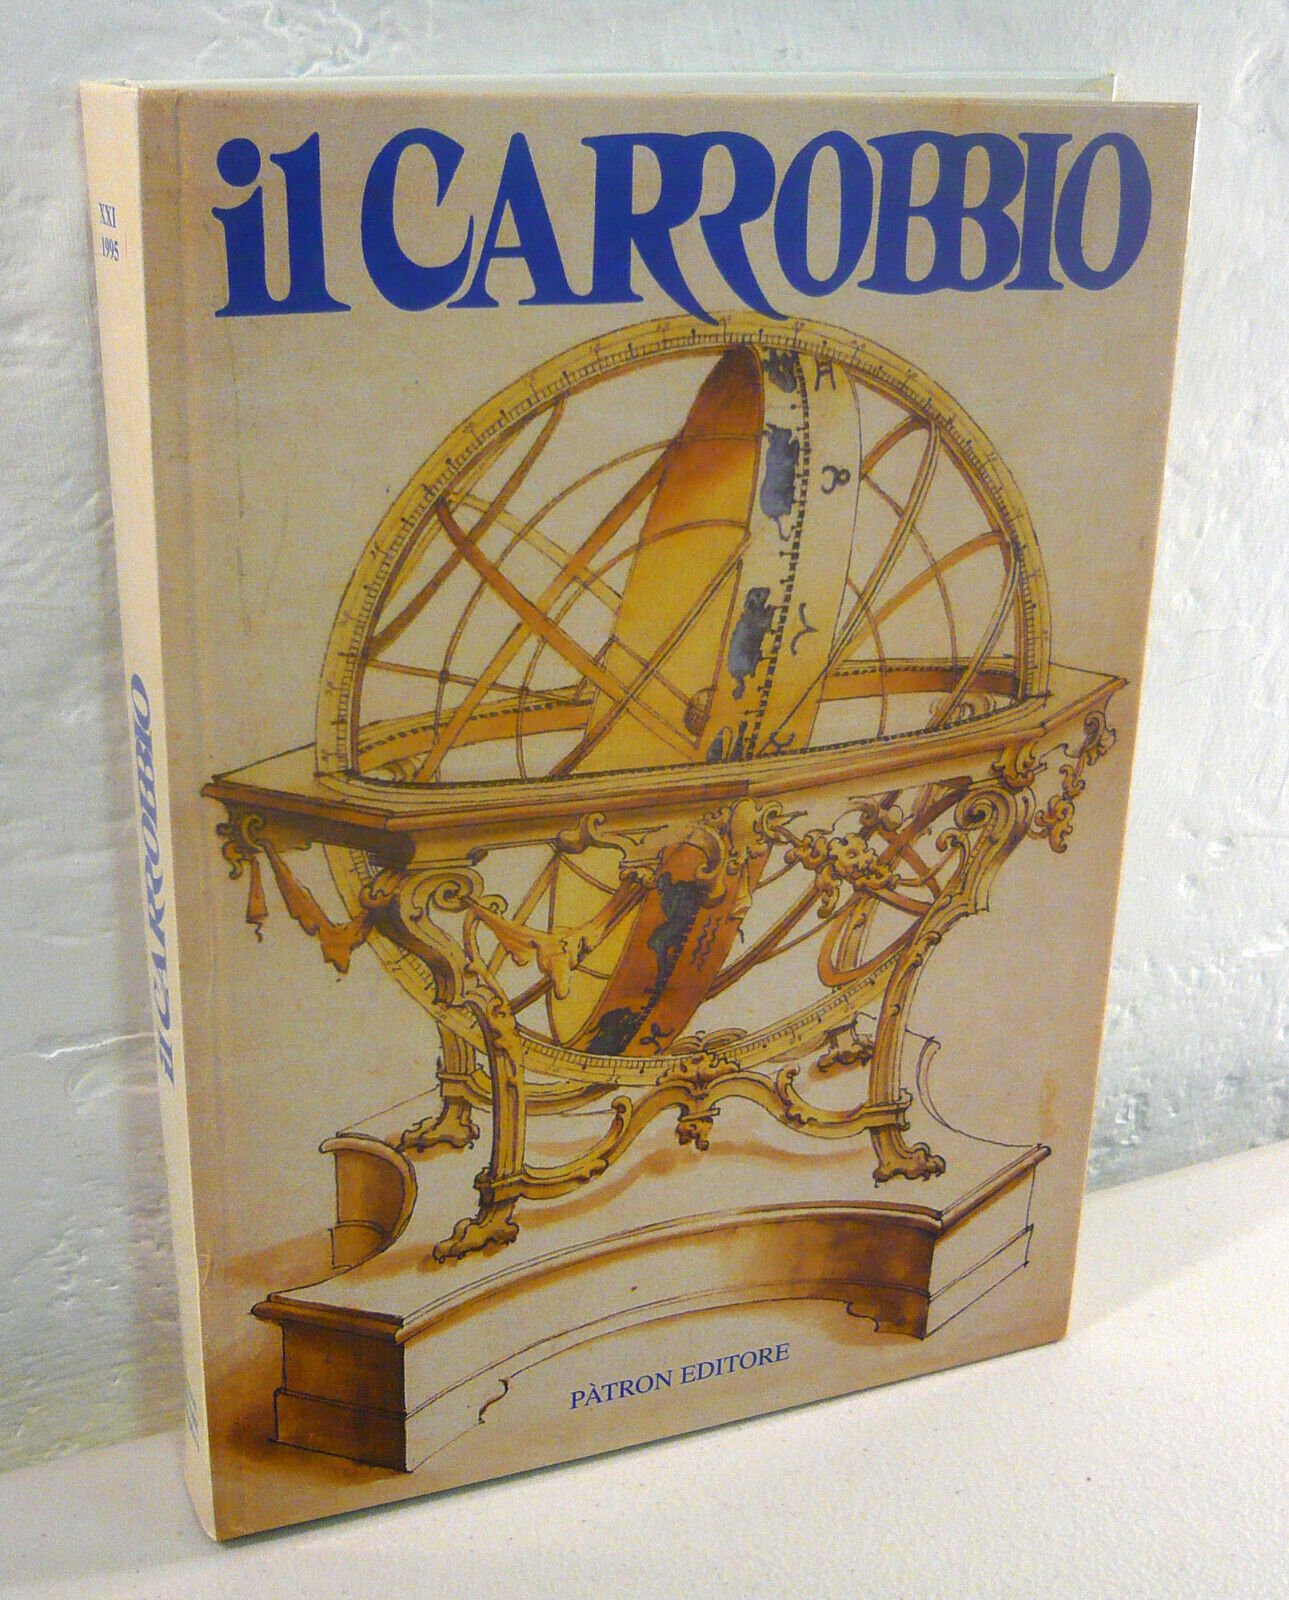 il CARROBBIO
PÀTRON EDITORE
XXI
1995
il CARROBBIO